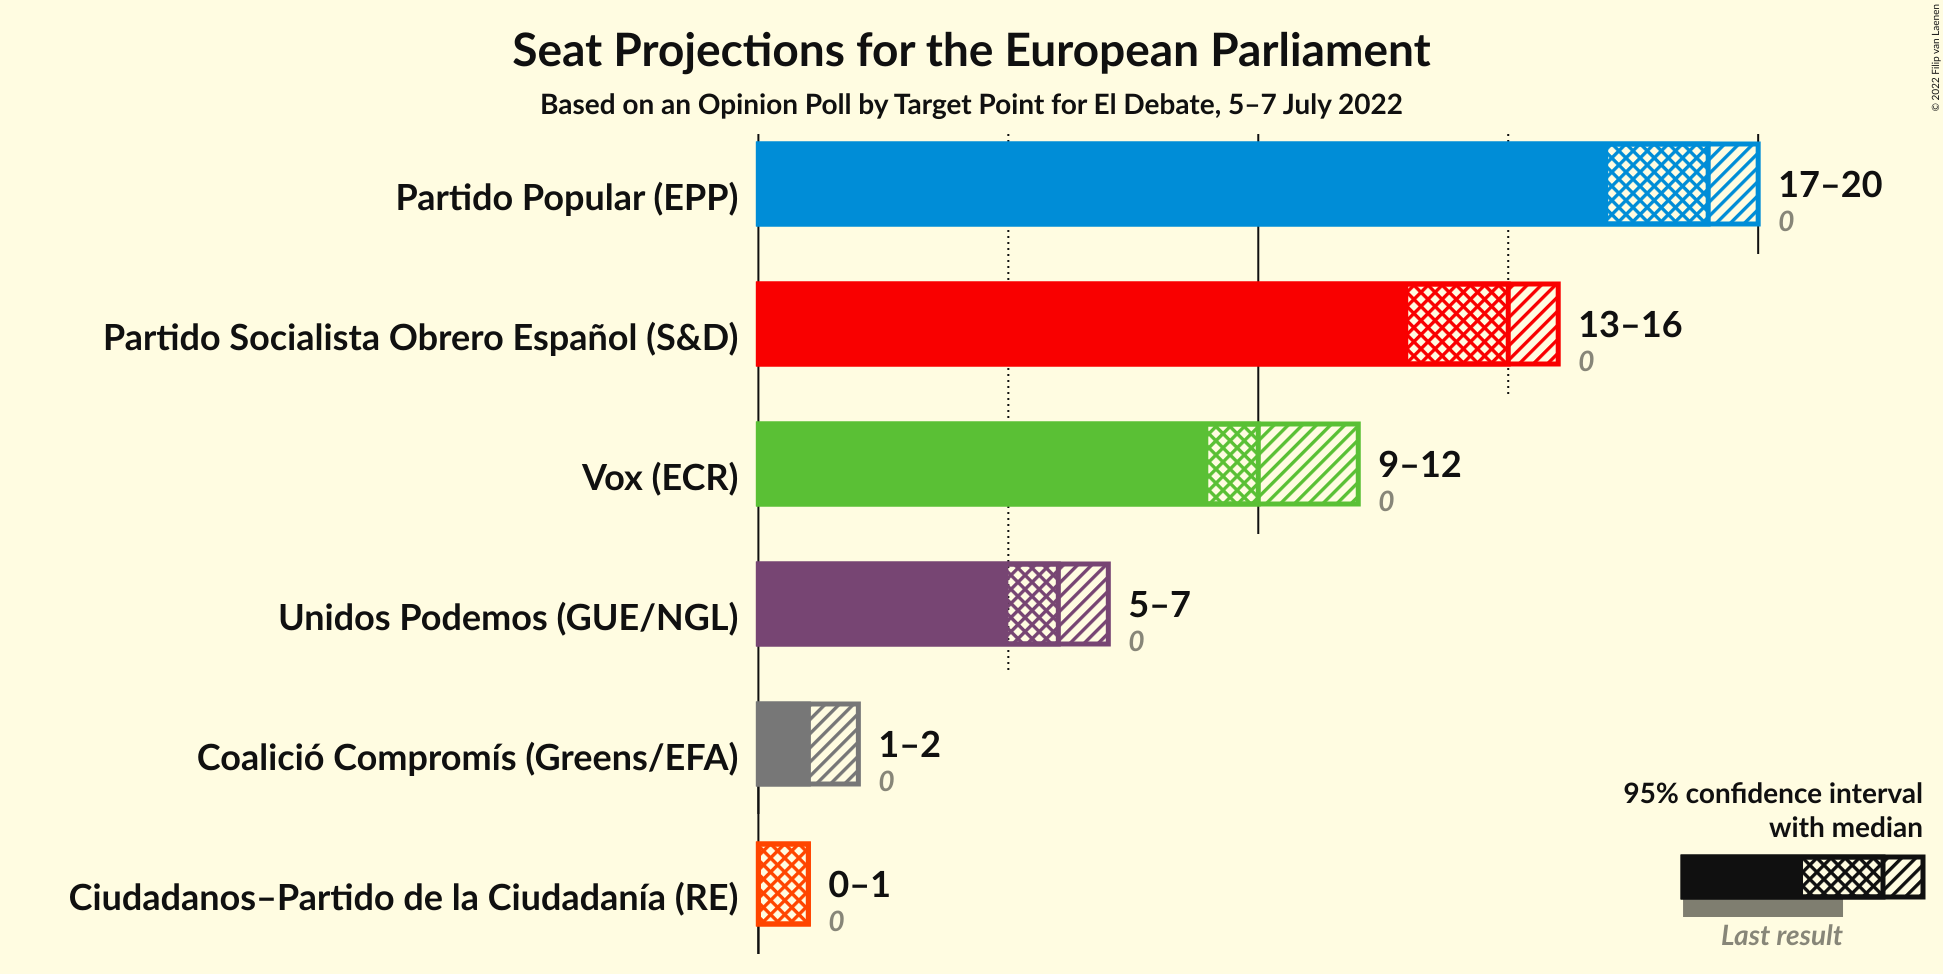 Seat Projections for the European Parliament
Based on an Opinion Poll by Target Point for El Debate, 5–7 July 2022
© 2022 Filip van Laenen
Partido Popular (EPP)
17–20
0
Partido Socialista Obrero Español (S&D)
13–16
0
Vox (ECR)
9–12
0
Unidos Podemos (GUE/NGL)
5–7
0
Coalició Compromís (Greens/EFA)
1–2
0
Ciudadanos–Partido de la Ciudadanía (RE)
0–1
0
95% confidence interval
with median
Last result